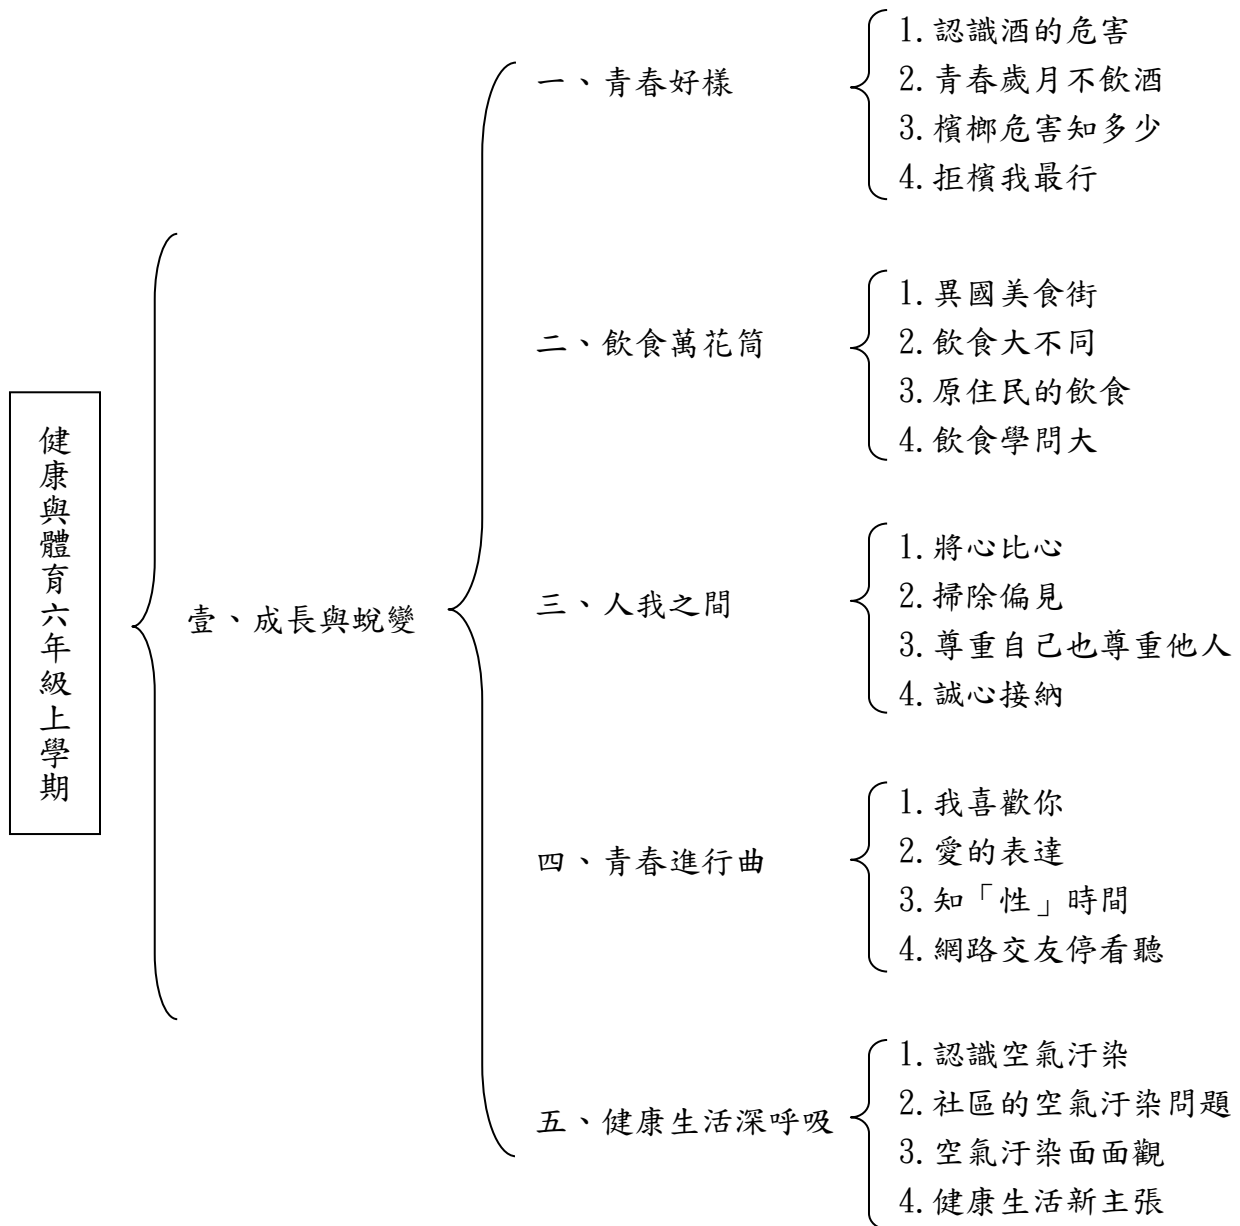 健康與體育六年級上學期
壹、成長與蛻變
一、青春好樣
1.認識酒的危害
2.青春歲月不飲酒
3.檳榔危害知多少
4.拒檳我最行
二、飲食萬花筒
1.異國美食街
2.飲食大不同
3.原住民的飲食
4.飲食學問大
三、人我之間
1.將心比心
2.掃除偏見
3.尊重自己也尊重他人
4.誠心接納
四、青春進行曲
1.我喜歡你
2.愛的表達
3.知「性」時間
4.網路交友停看聽
五、健康生活深呼吸
1.認識空氣汙染
2.社區的空氣汙染問題
3.空氣汙染面面觀
4.健康生活新主張